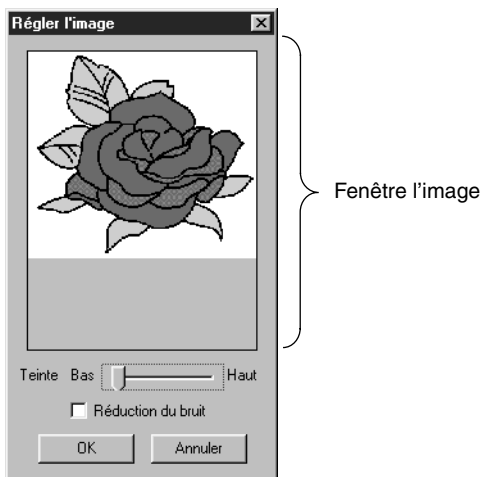 Régler l'image
Fenêtre l'image
Teinte Bas Haut
Réduction du bruit
OK Annuler